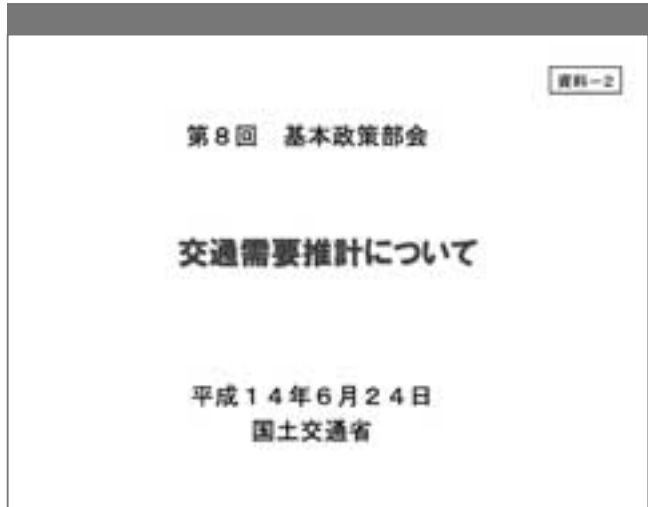 資料－2
第8回　基本政策部会
交通需要推計について
平成１４年６月２４日
国土交通省